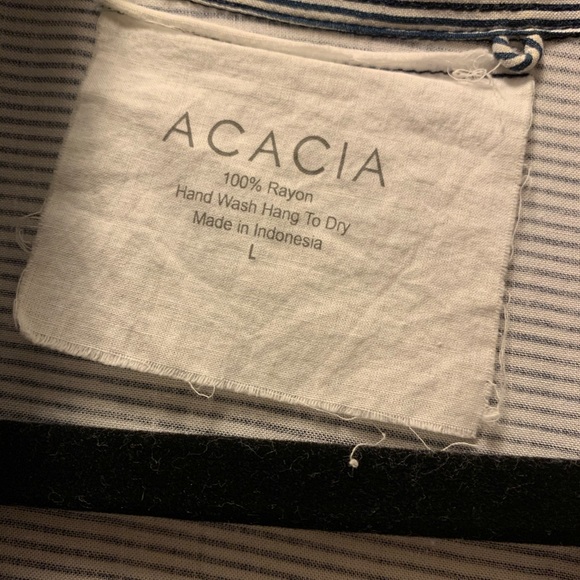 ACACIA
100% Rayon
Hand Wash Hang To Dry
Made in Indonesia
L